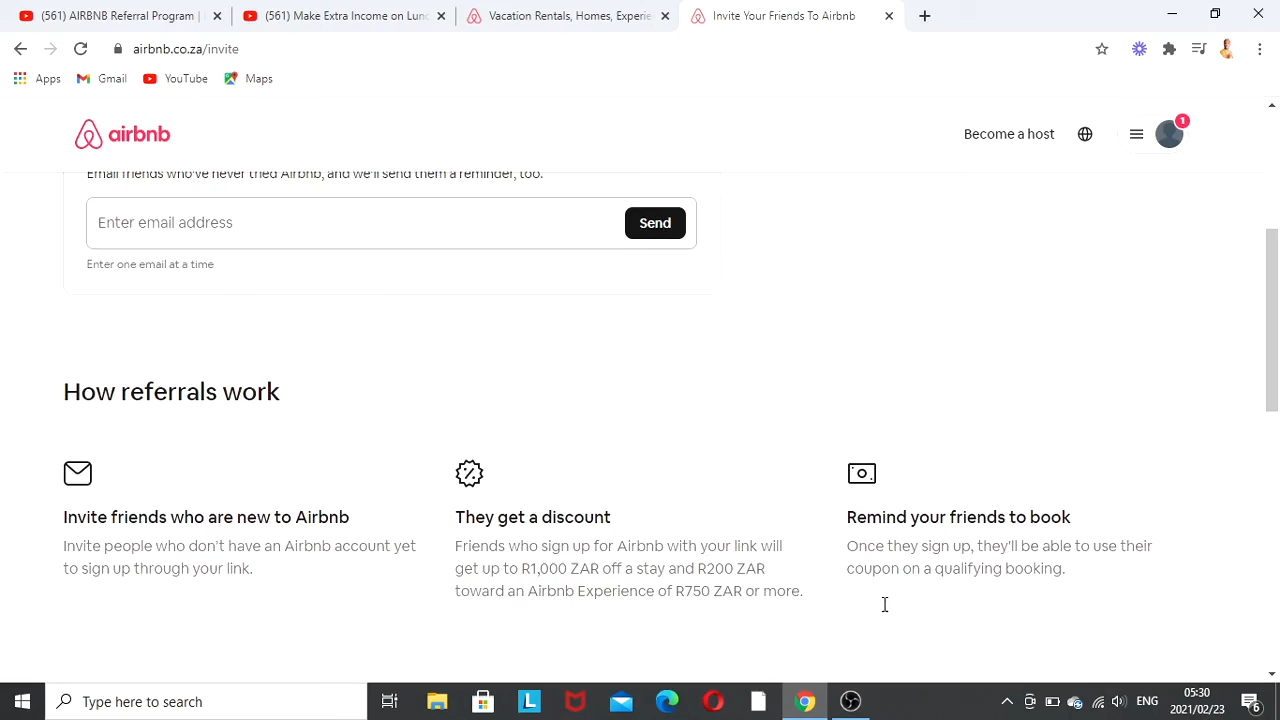 (561) AIRBNB Referral Program |
(561) Make Extra Income on Lunc
Vacation Rentals, Homes, Experie
Invite Your Friends To Airbnb
airbnb.co.za/invite
Apps
Gmail
YouTube
Maps
airbnb
Become a host
1
Email friends who've never tried Airbnb, and we'll send them a reminder, too.
Enter email address
Send
Enter one email at a time
How referrals work
Invite friends who are new to Airbnb
Invite people who don't have an Airbnb account yet
to sign up through your link.
They get a discount
Friends who sign up for Airbnb with your link will
get up to R1,000 ZAR off a stay and R200 ZAR
toward an Airbnb Experience of R750 ZAR or more.
Remind your friends to book
Once they sign up, they'll be able to use their
coupon on a qualifying booking.
Type here to search
L
ENG
05:30
2021/02/23
6